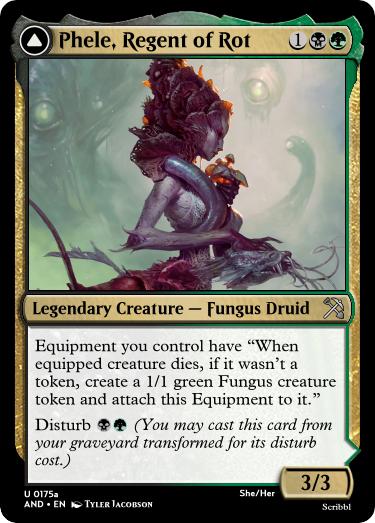 Phele, Regent of Rot 1
Legendary Creature — Fungus Druid
Equipment you control have “When
equipped creature dies, if it wasn't a
token, create a 1/1 green Fungus creature
token and attach this Equipment to it.”
Disturb (You may cast this card from
your graveyard transformed for its disturb
cost.)
3/3
U 0175a She/Her
AND • EN Tyler Jacobson Scribbl